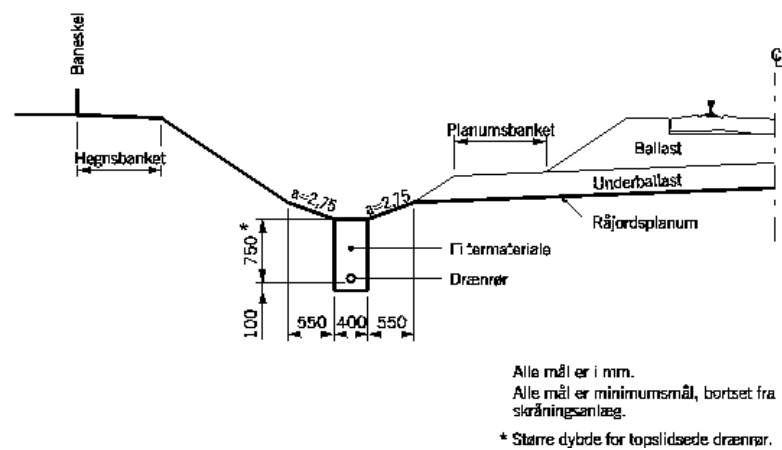 Baneskel
Hegnsbanket
Planumsbanket
Ballast
Underballast
a=2,75
a=2,75
Råjordsplanum
750 *
Filtermateriale
Drænrør
100
550
400
550
Alle mål er i mm.
Alle mål er minimumsmål, bortset fra
skråningsanlæg.
* Større dybde for topslidsede drænrør.